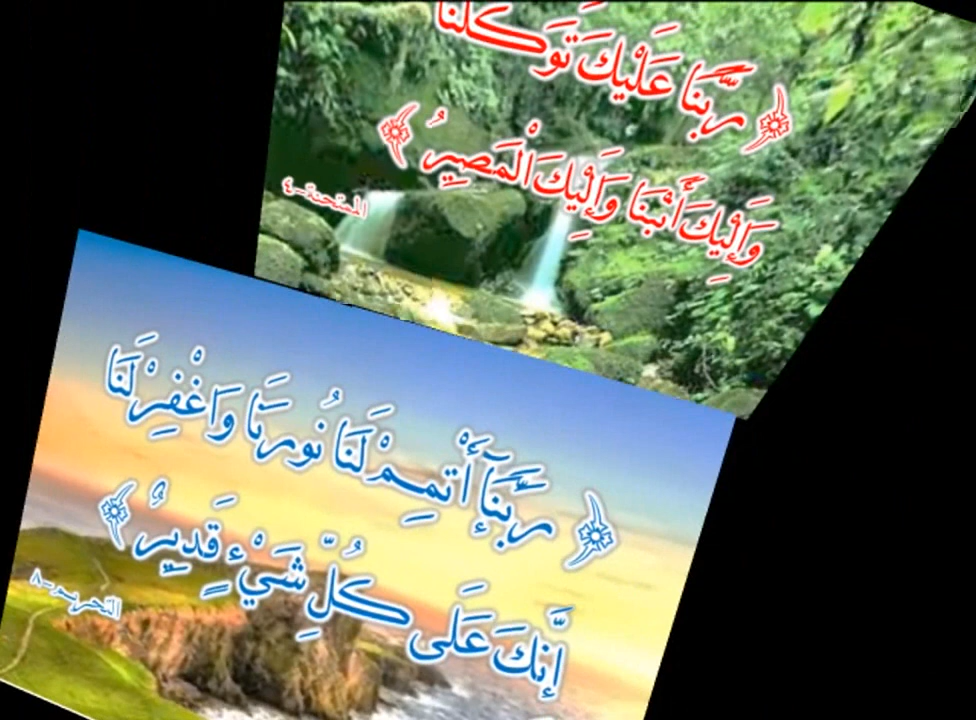 ﴿ رَبَّنَا عَلَيْكَ تَوَكَّلْنَا
وَإِلَيْكَ أَنَبْنَا وَإِلَيْكَ الْمَصِيرُ ﴾
الممتحنة-٤
﴿ رَبَّنَآ أَتْمِمْ لَنَا نُورَنَا وَاغْفِرْ لَنَا
إِنَّكَ عَلَى كُلِّ شَيْءٍ قَدِيرٌ ﴾
التحريم-٨